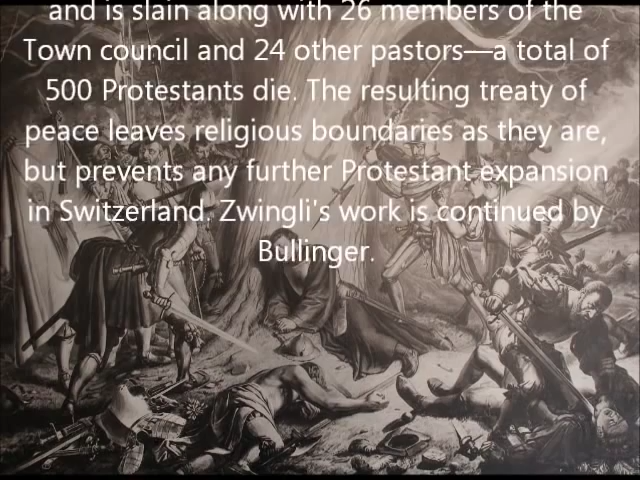 and is slain along with 26 members of the
Town council and 24 other pastors—a total of
500 Protestants die. The resulting treaty of
peace leaves religious boundaries as they are,
but prevents any further Protestant expansion
in Switzerland. Zwingli's work is continued by
Bullinger.